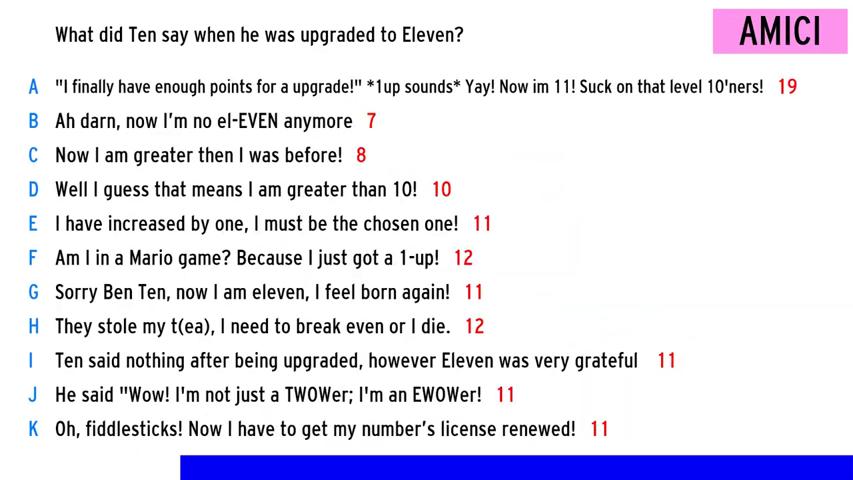 What did Ten say when he was upgraded to Eleven?
AMICI
A "I finally have enough points for a upgrade!" *1up sounds* Yay! Now im 11! Suck on that level 10'ners! 19
B Ah darn, now I'm no el-EVEN anymore 7
C Now I am greater then I was before! 8
D Well I guess that means I am greater than 10! 10
E I have increased by one, I must be the chosen one! 11
F Am I in a Mario game? Because I just got a 1-up! 12
G Sorry Ben Ten, now I am eleven, I feel born again! 11
H They stole my t(ea), I need to break even or I die. 12
I Ten said nothing after being upgraded, however Eleven was very grateful 11
J He said "Wow! I'm not just a TWOWer; I'm an EWOWer! 11
K Oh, fiddlesticks! Now I have to get my number's license renewed! 11